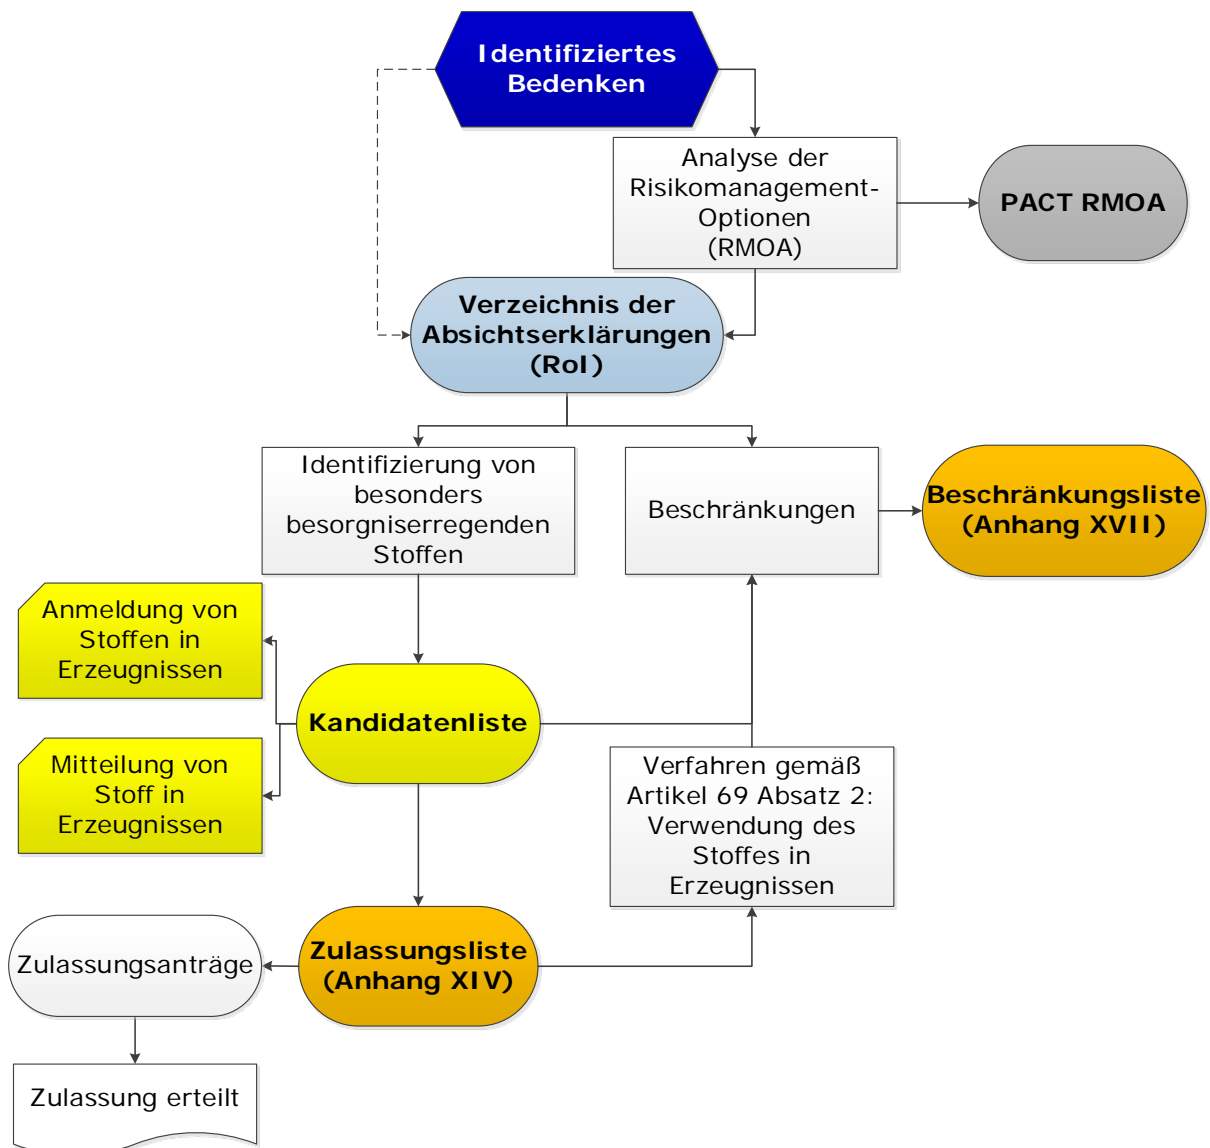 Identifiziertes
Bedenken
Analyse der
Risikomanagement-
Optionen
(RMOA)
PACT RMOA
Verzeichnis der
Absichtserklärungen
(RoI)
Identifizierung von
besonders
besorgniserregenden
Stoffen
Beschränkungen
Beschränkungsliste
(Anhang XVII)
Anmeldung von
Stoffen in
Erzeugnissen
Kandidatenliste
Mitteilung von
Stoff in
Erzeugnissen
Verfahren gemäß
Artikel 69 Absatz 2:
Verwendung des
Stoffes in
Erzeugnissen
Zulassungsanträge
Zulassungsliste
(Anhang XIV)
Zulassung erteilt